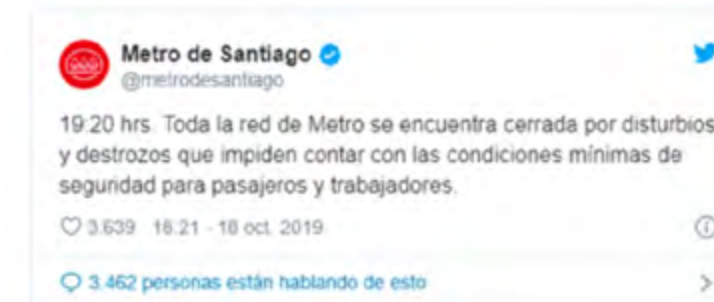 Metro de Santiago
@metrodesantiago
19:20 hrs. Toda la red de Metro se encuentra cerrada por disturbios
y destrozos que impiden contar con las condiciones mínimas de
seguridad para pasajeros y trabajadores.
3.639 16:21 - 18 oct. 2019
3.462 personas están hablando de esto